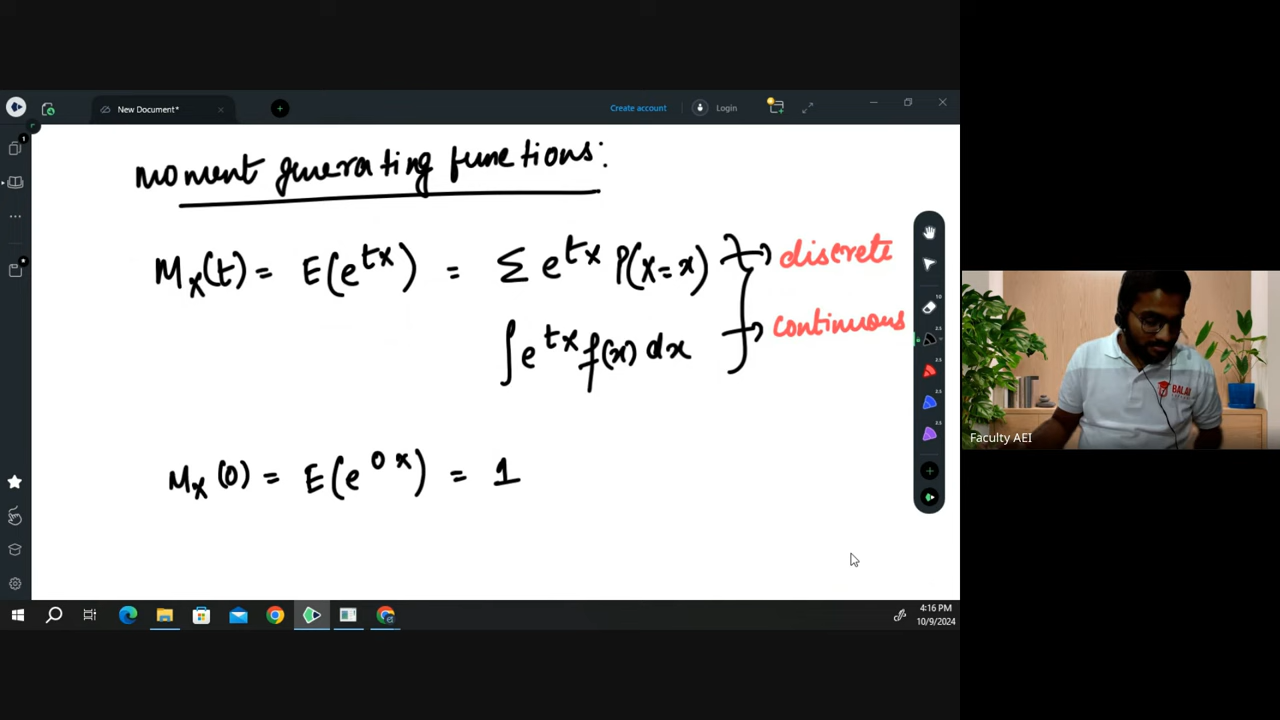 New Document*
Create account
Login
moment generating functions:
Mx(t) = E(e^tx) = Σ e^tx P(X=x) → discrete
∫e^tx f(x) dx → continuous
Mx(0) = E(e^0x) = 1
BALAJI
Faculty AEI
4:16 PM
10/9/2024